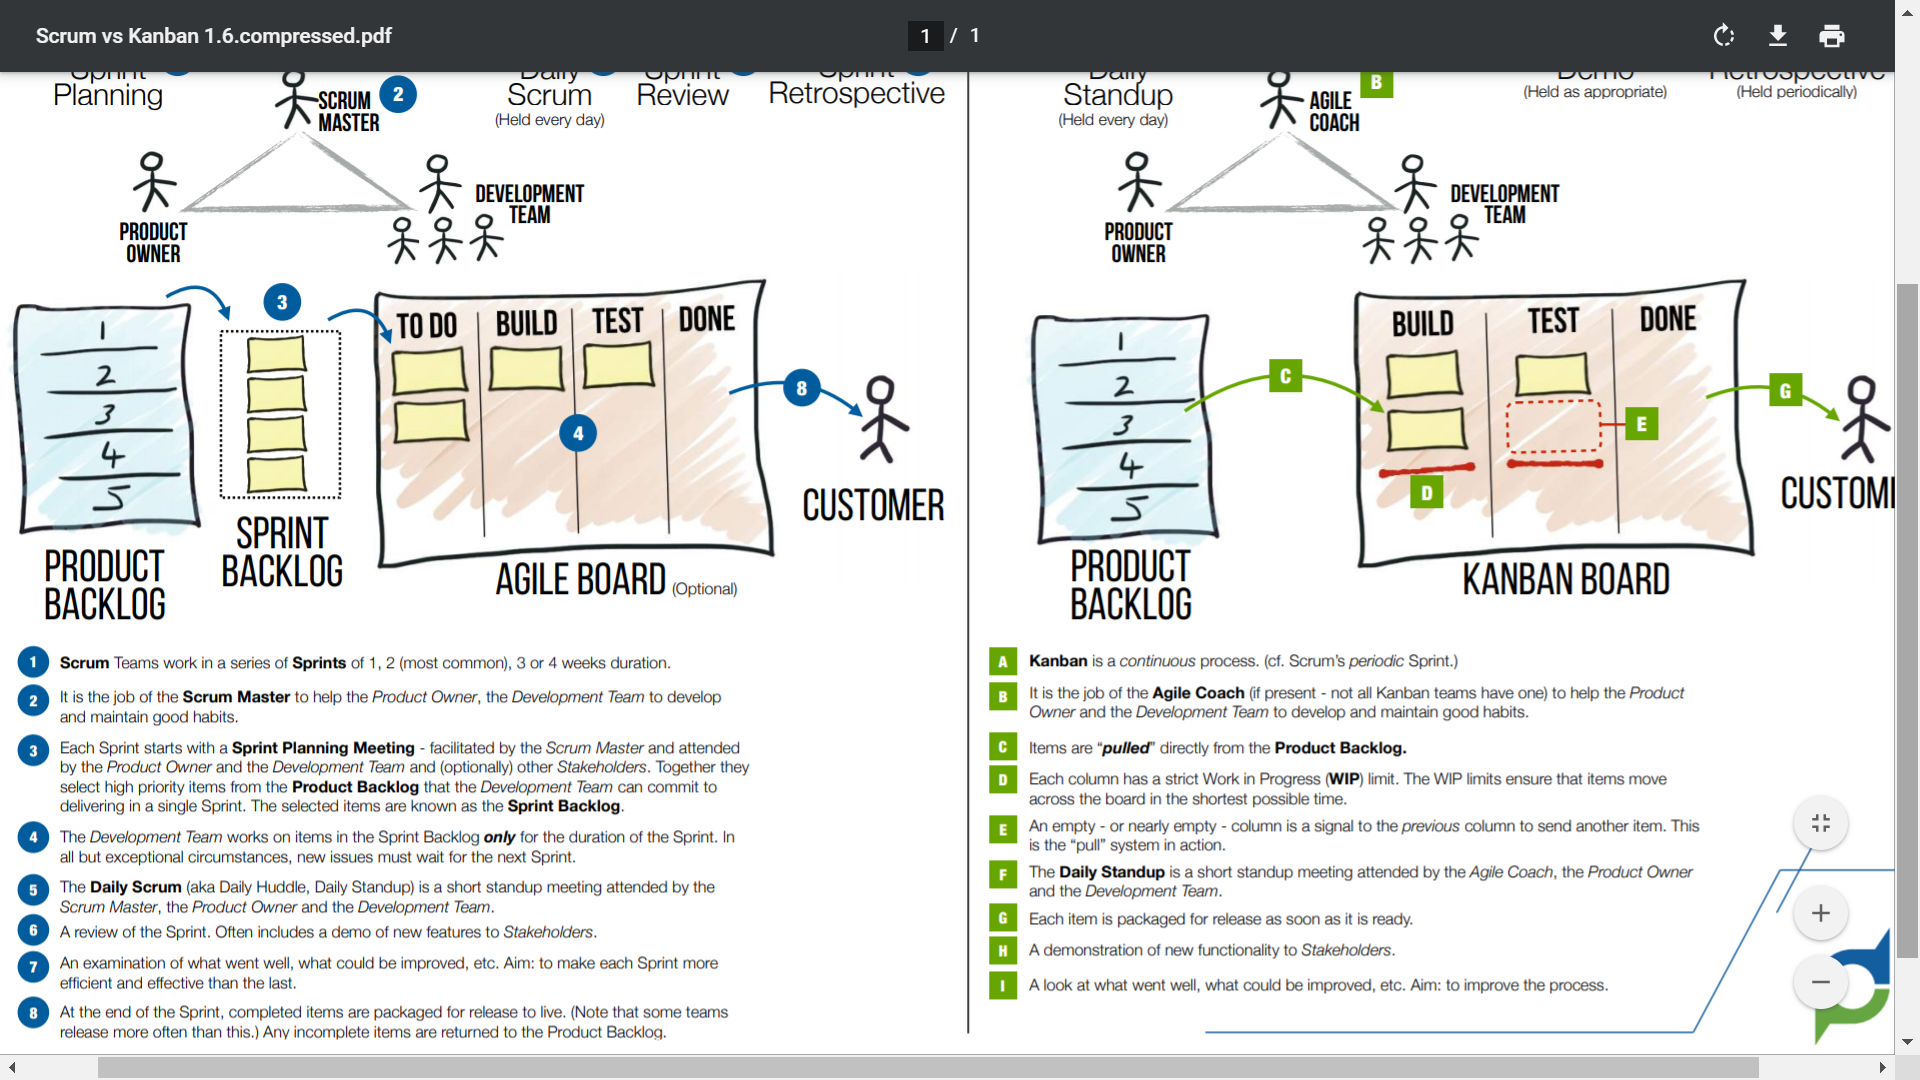 Scrum vs Kanban 1.6.compressed.pdf
1 / 1
Sprint
Planning
SCRUM
MASTER
2
Daily
Scrum
(Held every day)
Sprint
Review
Sprint
Retrospective
PRODUCT
OWNER
DEVELOPMENT
TEAM
3
1
2
3
4
5
PRODUCT
BACKLOG
SPRINT
BACKLOG
TO DO
BUILD
TEST
DONE
4
8
CUSTOMER
AGILE BOARD (Optional)
1 Scrum Teams work in a series of Sprints of 1, 2 (most common), 3 or 4 weeks duration.
2 It is the job of the Scrum Master to help the Product Owner, the Development Team to develop
and maintain good habits.
3 Each Sprint starts with a Sprint Planning Meeting - facilitated by the Scrum Master and attended
by the Product Owner and the Development Team and (optionally) other Stakeholders. Together they
select high priority items from the Product Backlog that the Development Team can commit to
delivering in a single Sprint. The selected items are known as the Sprint Backlog.
4 The Development Team works on items in the Sprint Backlog only for the duration of the Sprint. In
all but exceptional circumstances, new issues must wait for the next Sprint.
5 The Daily Scrum (aka Daily Huddle, Daily Standup) is a short standup meeting attended by the
Scrum Master, the Product Owner and the Development Team.
6 A review of the Sprint. Often includes a demo of new features to Stakeholders.
7 An examination of what went well, what could be improved, etc. Aim: to make each Sprint more
efficient and effective than the last.
8 At the end of the Sprint, completed items are packaged for release to live. (Note that some teams
release more often than this.) Any incomplete items are returned to the Product Backlog.
Daily
Standup
(Held every day)
AGILE
COACH
B
Demo
(Held as appropriate)
Retrospective
(Held periodically)
PRODUCT
OWNER
DEVELOPMENT
TEAM
1
2
3
4
5
PRODUCT
BACKLOG
C
BUILD
TEST
DONE
D
E
G
CUSTOM
KANBAN BOARD
A Kanban is a continuous process. (cf. Scrum's periodic Sprint.)
B It is the job of the Agile Coach (if present - not all Kanban teams have one) to help the Product
Owner and the Development Team to develop and maintain good habits.
C Items are “pulled” directly from the Product Backlog.
D Each column has a strict Work in Progress (WIP) limit. The WIP limits ensure that items move
across the board in the shortest possible time.
E An empty - or nearly empty - column is a signal to the previous column to send another item. This
is the “pull” system in action.
F The Daily Standup is a short standup meeting attended by the Agile Coach, the Product Owner
and the Development Team.
G Each item is packaged for release as soon as it is ready.
H A demonstration of new functionality to Stakeholders.
I A look at what went well, what could be improved, etc. Aim: to improve the process.